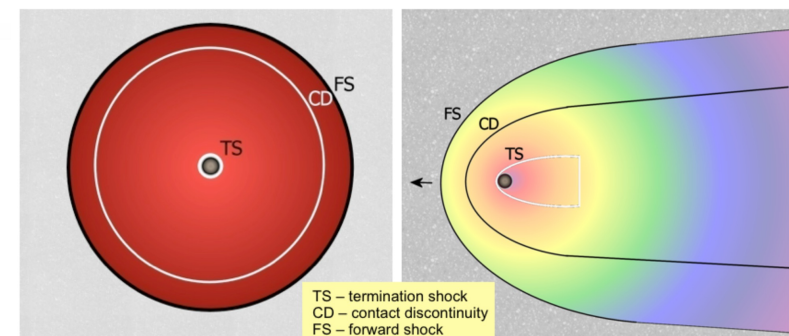 FS
CD
TS
FS
CD
TS
TS – termination shock
CD – contact discontinuity
FS – forward shock